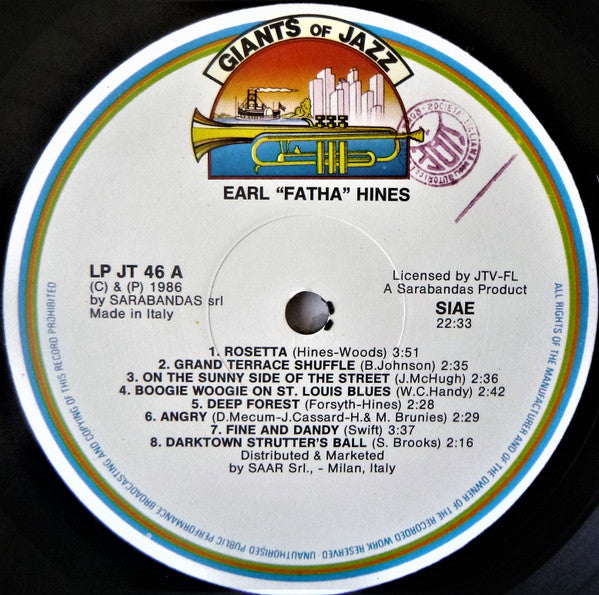 GIANTS OF JAZZ
EARL "FATHA" HINES
LP JT 46 A
(C) & (P) 1986
by SARABANDAS srl
Made in Italy
Licensed by JTV-FL
A Sarabandas Product
SIAE
22:33
1. ROSETTA (Hines-Woods) 3:51
2. GRAND TERRACE SHUFFLE (B.Johnson) 2:35
3. ON THE SUNNY SIDE OF THE STREET (J.McHugh) 2:36
4. BOOGIE WOOGIE ON ST. LOUIS BLUES (W.C.Handy) 2:42
5. DEEP FOREST (Forsyth-Hines) 2:28
6. ANGRY (D.Mecum-J.Cassard-H.& M. Brunies) 2:29
7. FINE AND DANDY (Swift) 3:37
8. DARKTOWN STRUTTER'S BALL (S. Brooks) 2:16
Distributed & Marketed
by SAAR Srl., - Milan, Italy
ALL RIGHTS OF THE MANUFACTURER AND OF THE OWNER OF THE RECORDED WORK RESERVED UNAUTHORISED PUBLIC PERFORMANCE BROADCASTING AND COPYING OF THIS RECORD PROHIBITED
SOCIETÀ ITALIANA